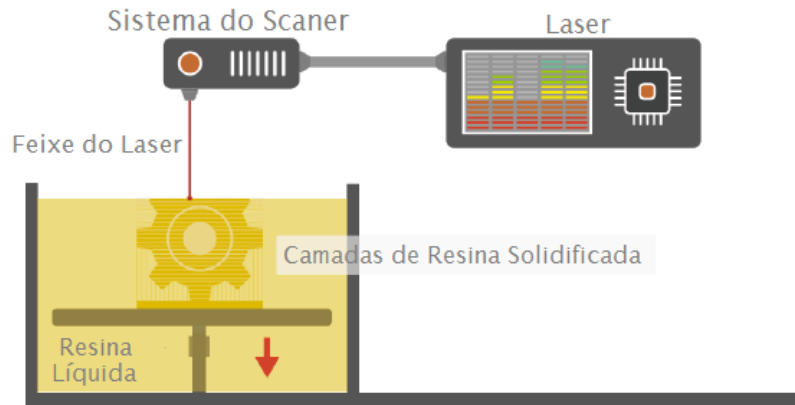 Sistema do Scaner
Laser
Feixe do Laser
Camadas de Resina Solidificada
Resina
Líquida